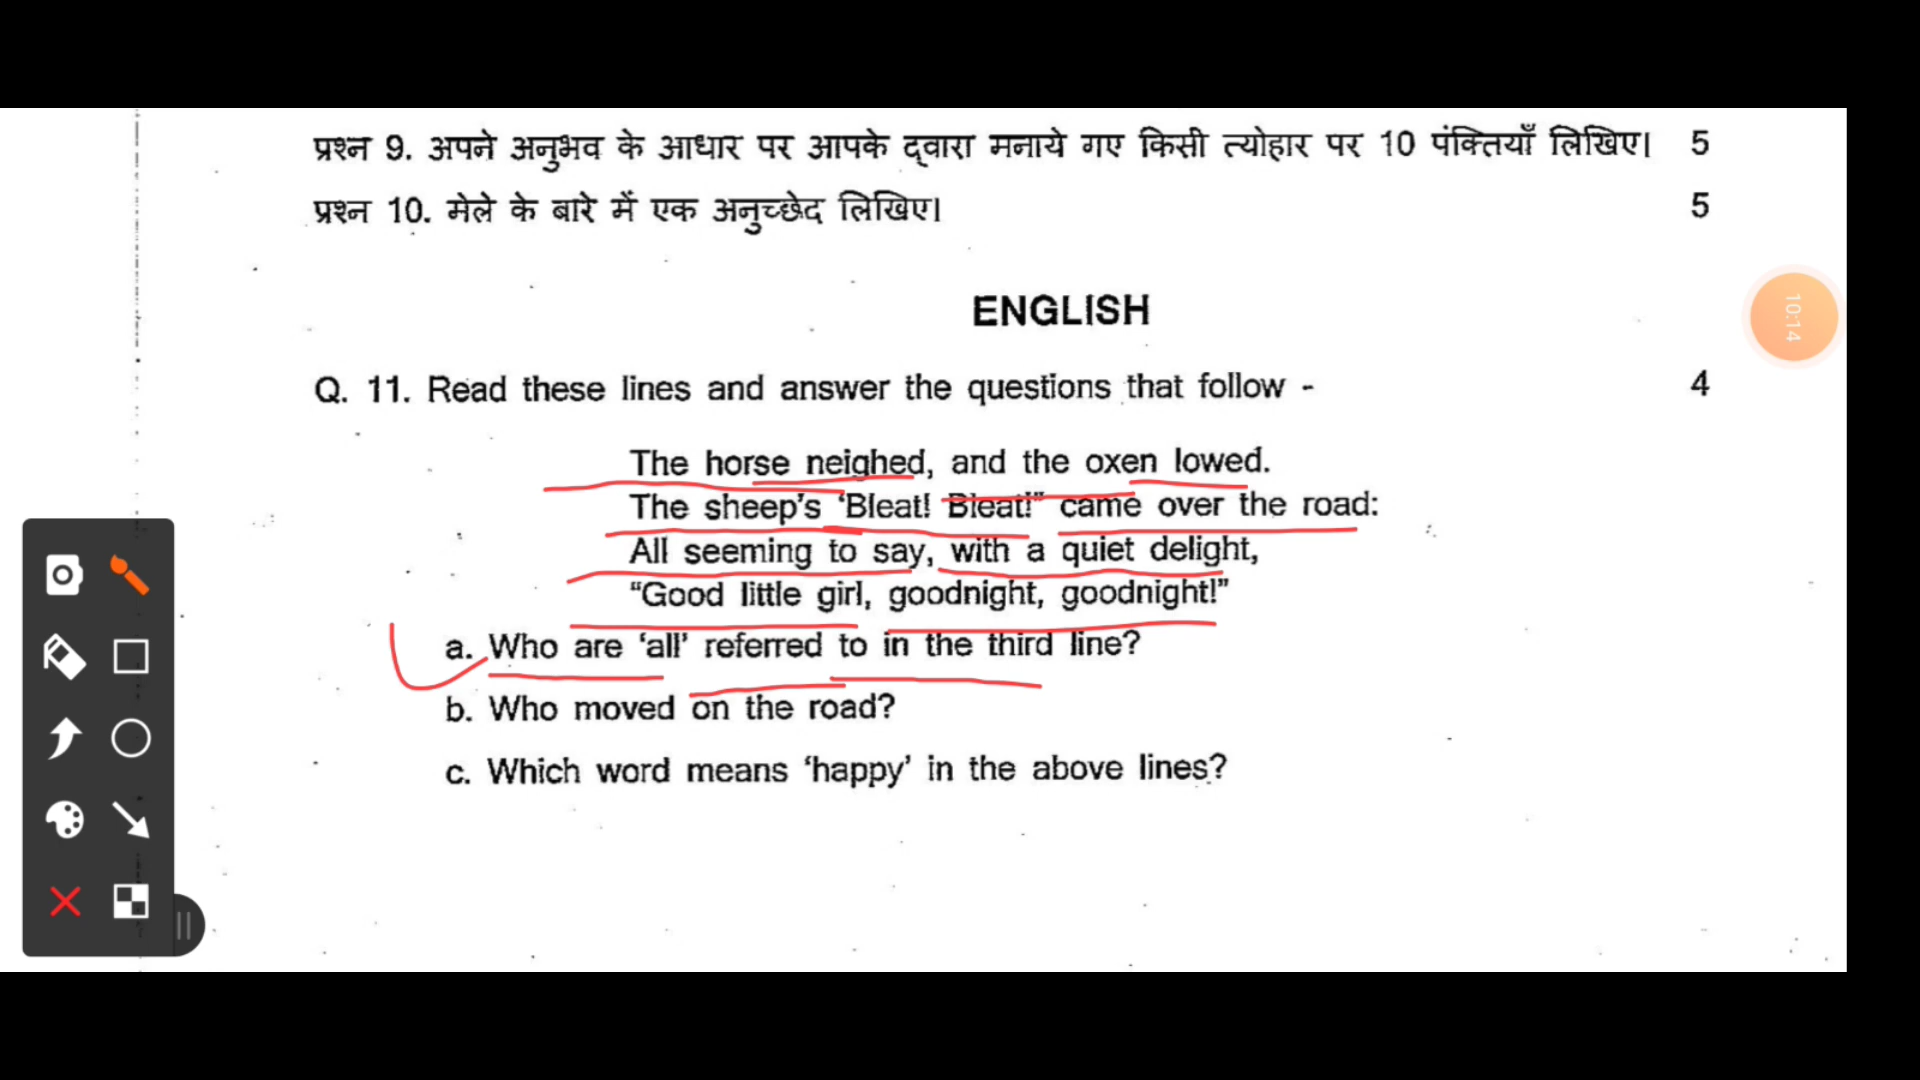 प्रश्न 9. अपने अनुभव के आधार पर आपके द्वारा मनाये गए किसी त्योहार पर 10 पंक्तियाँ लिखिए। 5
प्रश्न 10. मेले के बारे में एक अनुच्छेद लिखिए। 5
ENGLISH
10:14
Q. 11. Read these lines and answer the questions that follow - 4
The horse neighed, and the oxen lowed.
The sheep's 'Bleat! Bleat!" came over the road:
All seeming to say, with a quiet delight,
"Good little girl, goodnight, goodnight!"
a. Who are 'all' referred to in the third line?
b. Who moved on the road?
c. Which word means 'happy' in the above lines?